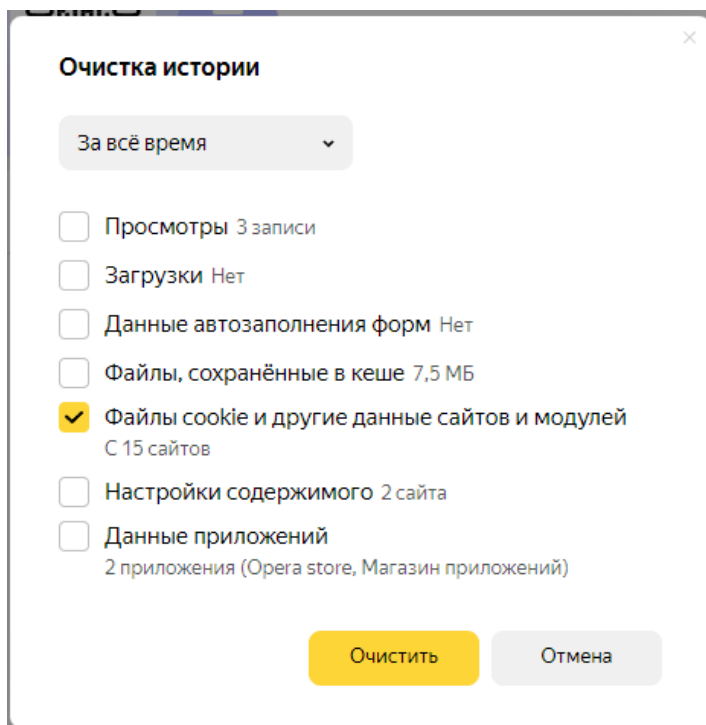 Очистка истории
За всё время
Просмотры 3 записи
Загрузки Нет
Данные автозаполнения форм Нет
Файлы, сохранённые в кеше 7,5 МБ
Файлы cookie и другие данные сайтов и модулей
С 15 сайтов
Настройки содержимого 2 сайта
Данные приложений
2 приложения (Opera store, Магазин приложений)
Очистить Отмена